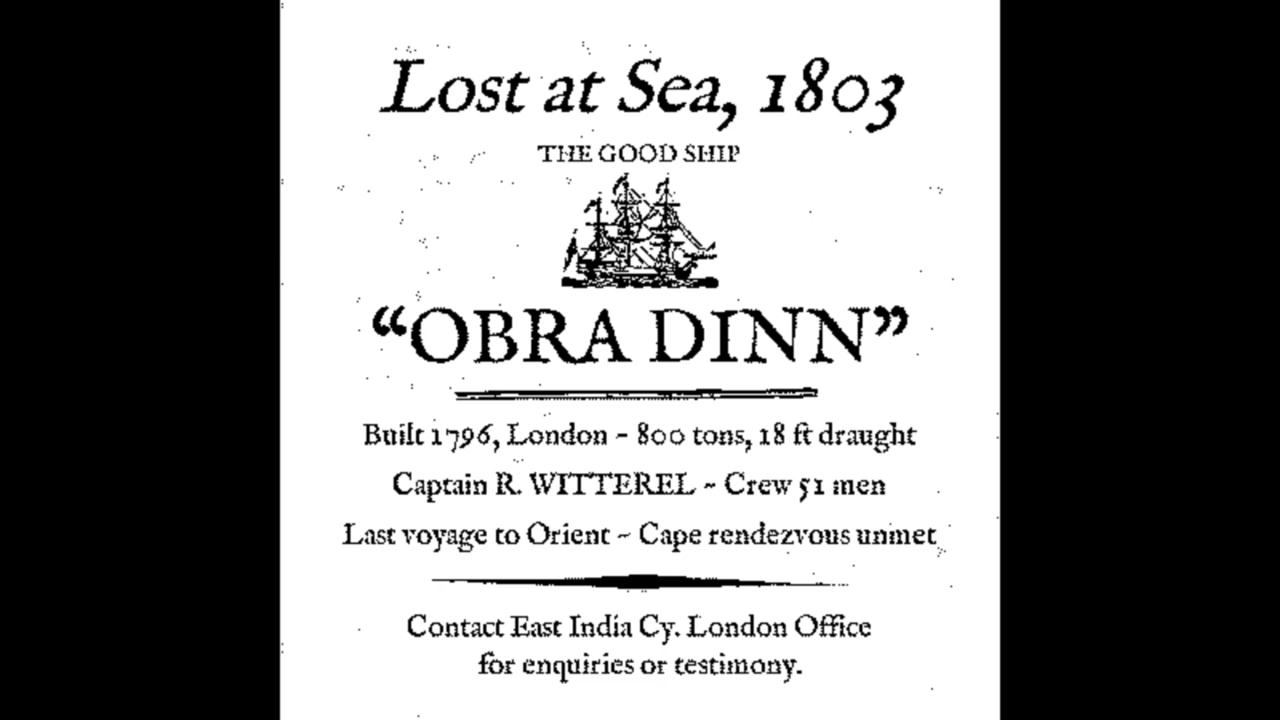 Lost at Sea, 1803
THE GOOD SHIP
“OBRA DINN”
Built 1796, London ~ 800 tons, 18 ft draught
Captain R. WITTEREL ~ Crew 51 men
Last voyage to Orient ~ Cape rendezvous unmet
Contact East India Cy. London Office
for enquiries or testimony.